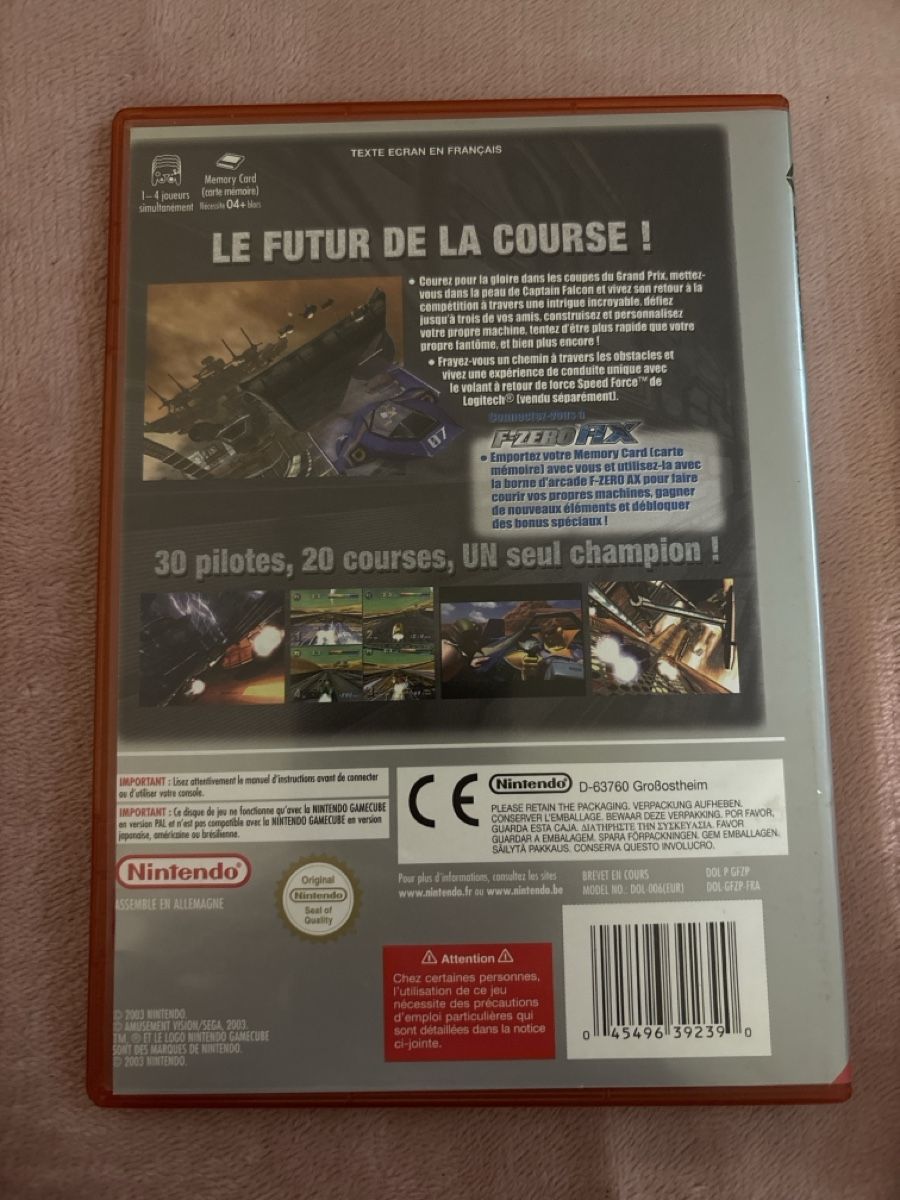 TEXTE ECRAN EN FRANÇAIS
1-4 joueurs
simultanément
Memory Card
(carte mémoire)
Nécessite 04+ blocs
LE FUTUR DE LA COURSE !
• Courez pour la gloire dans les coupes du Grand Prix, mettez-
vous dans la peau de Captain Falcon et vivez son retour à la
compétition à travers une intrigue incroyable, défiez
jusqu'à trois de vos amis, construisez et personnalisez
votre propre machine, tentez d'être plus rapide que votre
propre fantôme, et bien plus encore !
• Frayez-vous un chemin à travers les obstacles et
vivez une expérience de conduite unique avec
le volant à retour de force Speed Force™ de
Logitech® (vendu séparément).
07
Connectez-vous à
F-ZERO AX
• Emportez votre Memory Card (carte
mémoire) avec vous et utilisez-la avec
la borne d'arcade F-ZERO AX pour faire
courir vos propres machines, gagner
de nouveaux éléments et débloquer
des bonus spéciaux !
30 pilotes, 20 courses, UN seul champion !
IMPORTANT : Lisez attentivement le manuel d'instructions avant de connecter
ou d'utiliser votre console.
IMPORTANT : Ce disque de jeu ne fonctionne qu'avec la NINTENDO GAMECUBE
en version PAL et n'est pas compatible avec la NINTENDO GAMECUBE en version
japonaise, américaine ou brésilienne.
CE
Nintendo D-63760 Großostheim
PLEASE RETAIN THE PACKAGING. VERPACKUNG AUFHEBEN.
CONSERVER L'EMBALLAGE. BEWAAR DEZE VERPAKKING. POR FAVOR,
GUARDA ESTA CAJA. ΔΙΑΤΗΡΗΣΤΕ ΤΗΝ ΣΥΣΚΕΥΑΣΙΑ. FAVOR
GUARDAR A EMBALAGEM. SPARA FÖRPACKNINGEN. GEM EMBALLAGEN.
SÄILYTÄ PAKKAUS. CONSERVA QUESTO INVOLUCRO.
Nintendo®
ASSEMBLE EN ALLEMAGNE
Original
Nintendo
Seal of
Quality
Pour plus d'informations, consultez les sites
www.nintendo.fr ou www.nintendo.be
BREVET EN COURS
MODEL NO.: DOL-006(EUR)
DOL P GFZP
DOL-GFZP-FRA
⚠ Attention ⚠
Chez certaines personnes,
l'utilisation de ce jeu
nécessite des précautions
d'emploi particulières qui
sont détaillées dans la notice
ci-jointe.
0 45496 39239 0
© 2003 NINTENDO.
© AMUSEMENT VISION/SEGA, 2003.
TM, ® ET LE LOGO NINTENDO GAMECUBE
SONT DES MARQUES DE NINTENDO.
© 2003 NINTENDO.